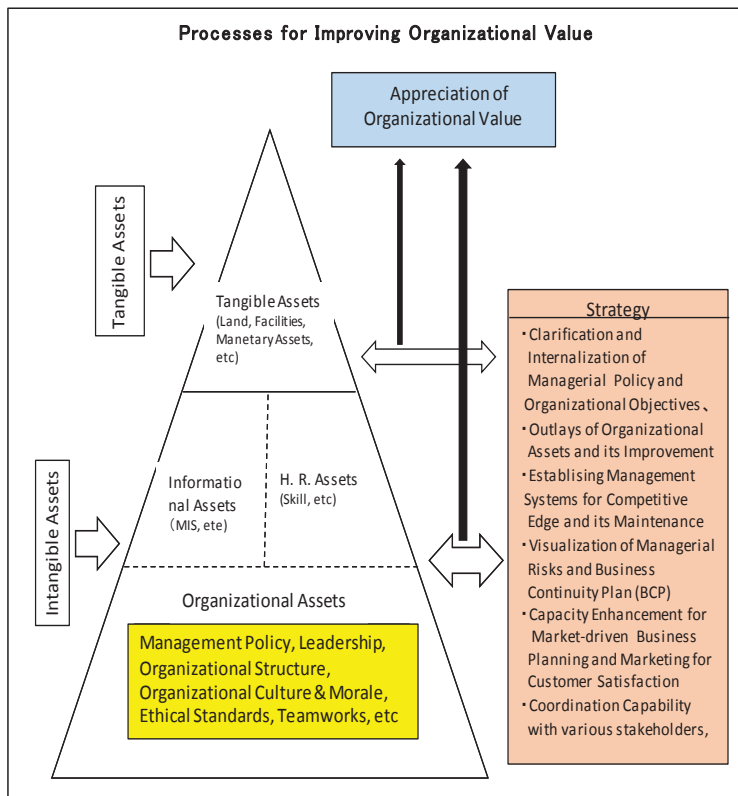 Processes for Improving Organizational Value
Appreciation of
Organizational Value
Tangible Assets
Tangible Assets
(Land, Facilities,
Manetary Assets,
etc)
Intangible Assets
Informatio
nal Assets
(MIS, ete)
H. R. Assets
(Skill, etc)
Organizational Assets
Management Policy, Leadership,
Organizational Structure,
Organizational Culture & Morale,
Ethical Standards, Teamworks, etc
Strategy
・Clarification and
Internalization of
Managerial Policy and
Organizational Objectives、
・Outlays of Organizational
Assets and its Improvement
・Establising Management
Systems for Competitive
Edge and its Maintenance
・Visualization of Managerial
Risks and Business
Continuity Plan (BCP)
・Capacity Enhancement for
Market-driven Business
Planning and Marketing for
Customer Satisfaction
・Coordination Capability
with various stakeholders,